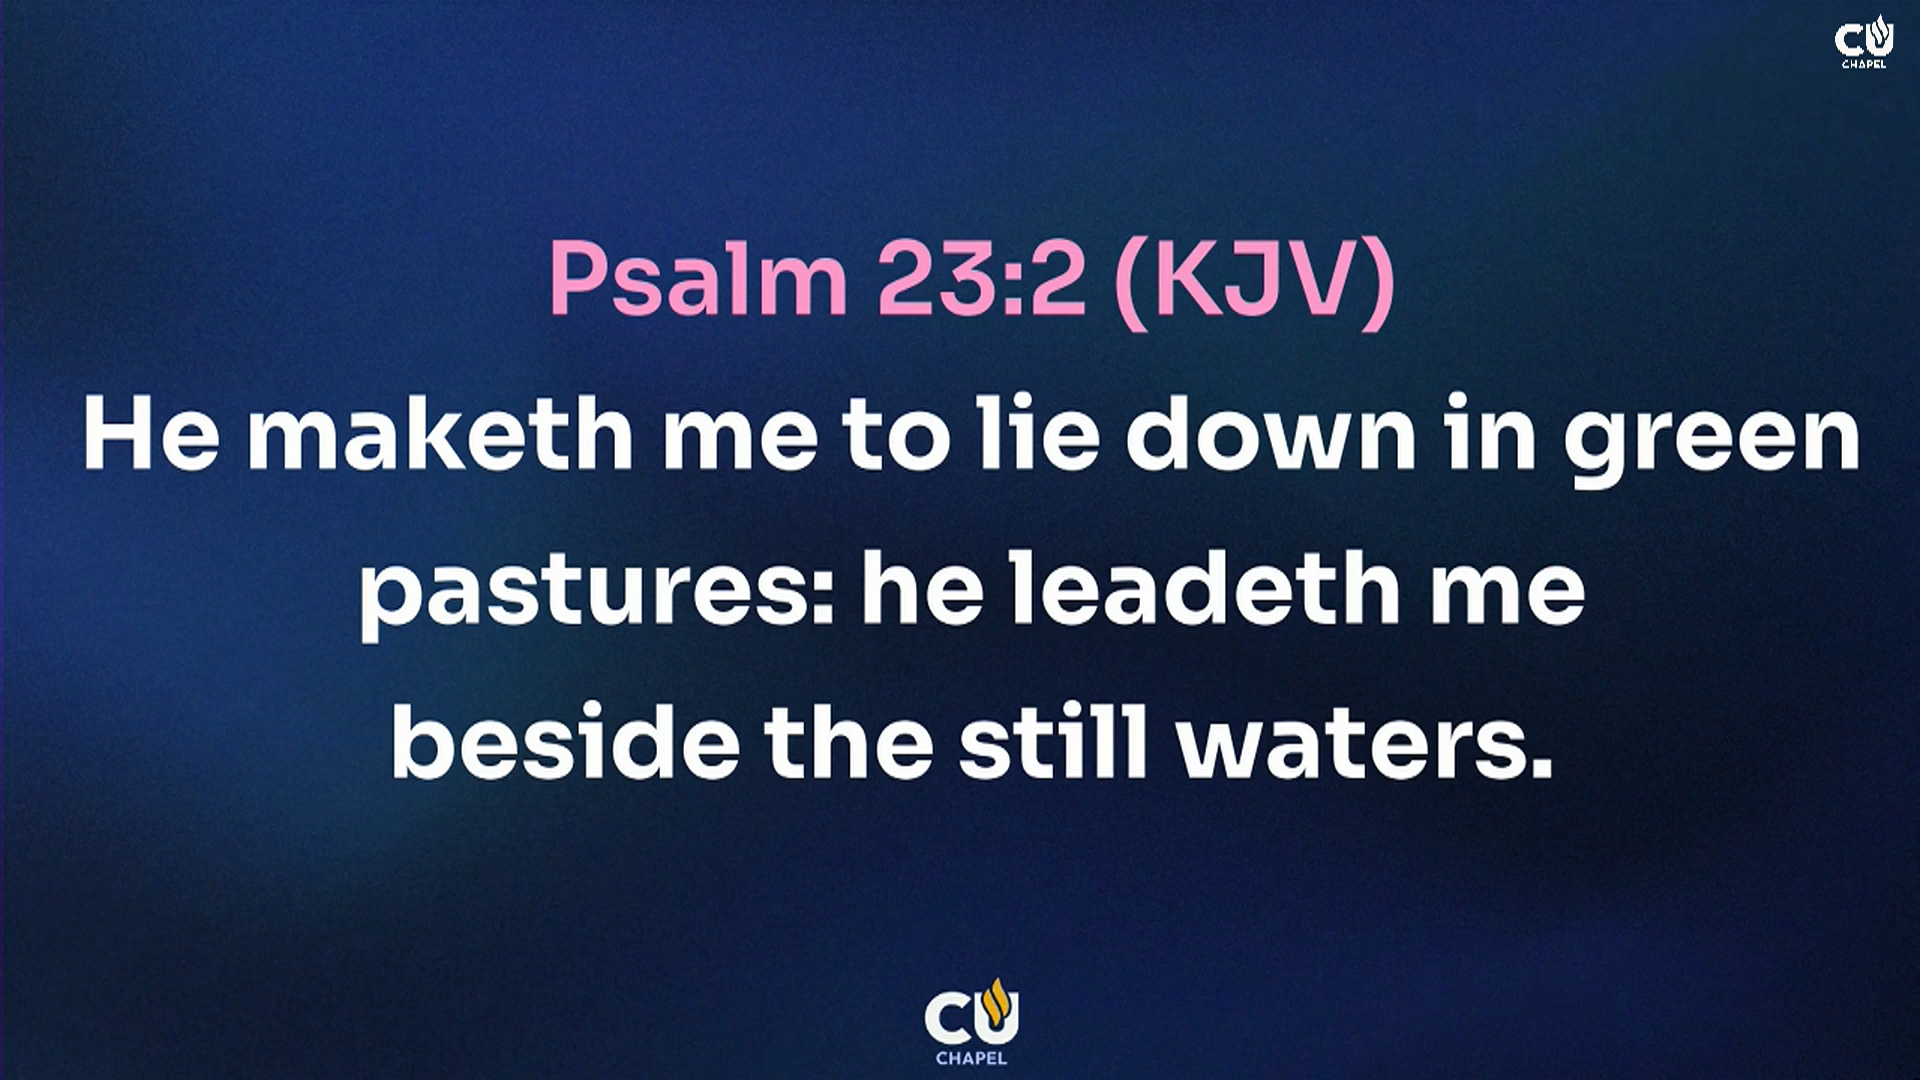 CU
CHAPEL
Psalm 23:2 (KJV)
He maketh me to lie down in green
pastures: he leadeth me
beside the still waters.
CU
CHAPEL